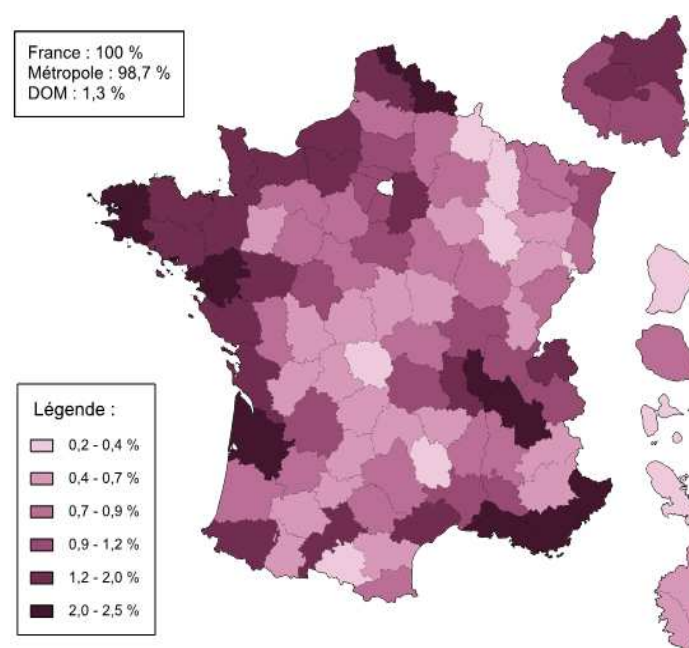 France : 100 %
Métropole : 98,7 %
DOM : 1,3 %
Légende :
0,2 - 0,4 %
0,4 - 0,7 %
0,7 - 0,9 %
0,9 - 1,2 %
1,2 - 2,0 %
2,0 - 2,5 %